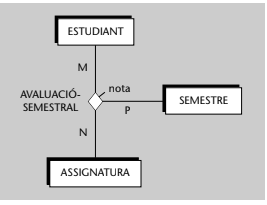 ESTUDIANT
M
nota
AVALUACIÓ-
SEMESTRAL
P
SEMESTRE
N
ASSIGNATURA